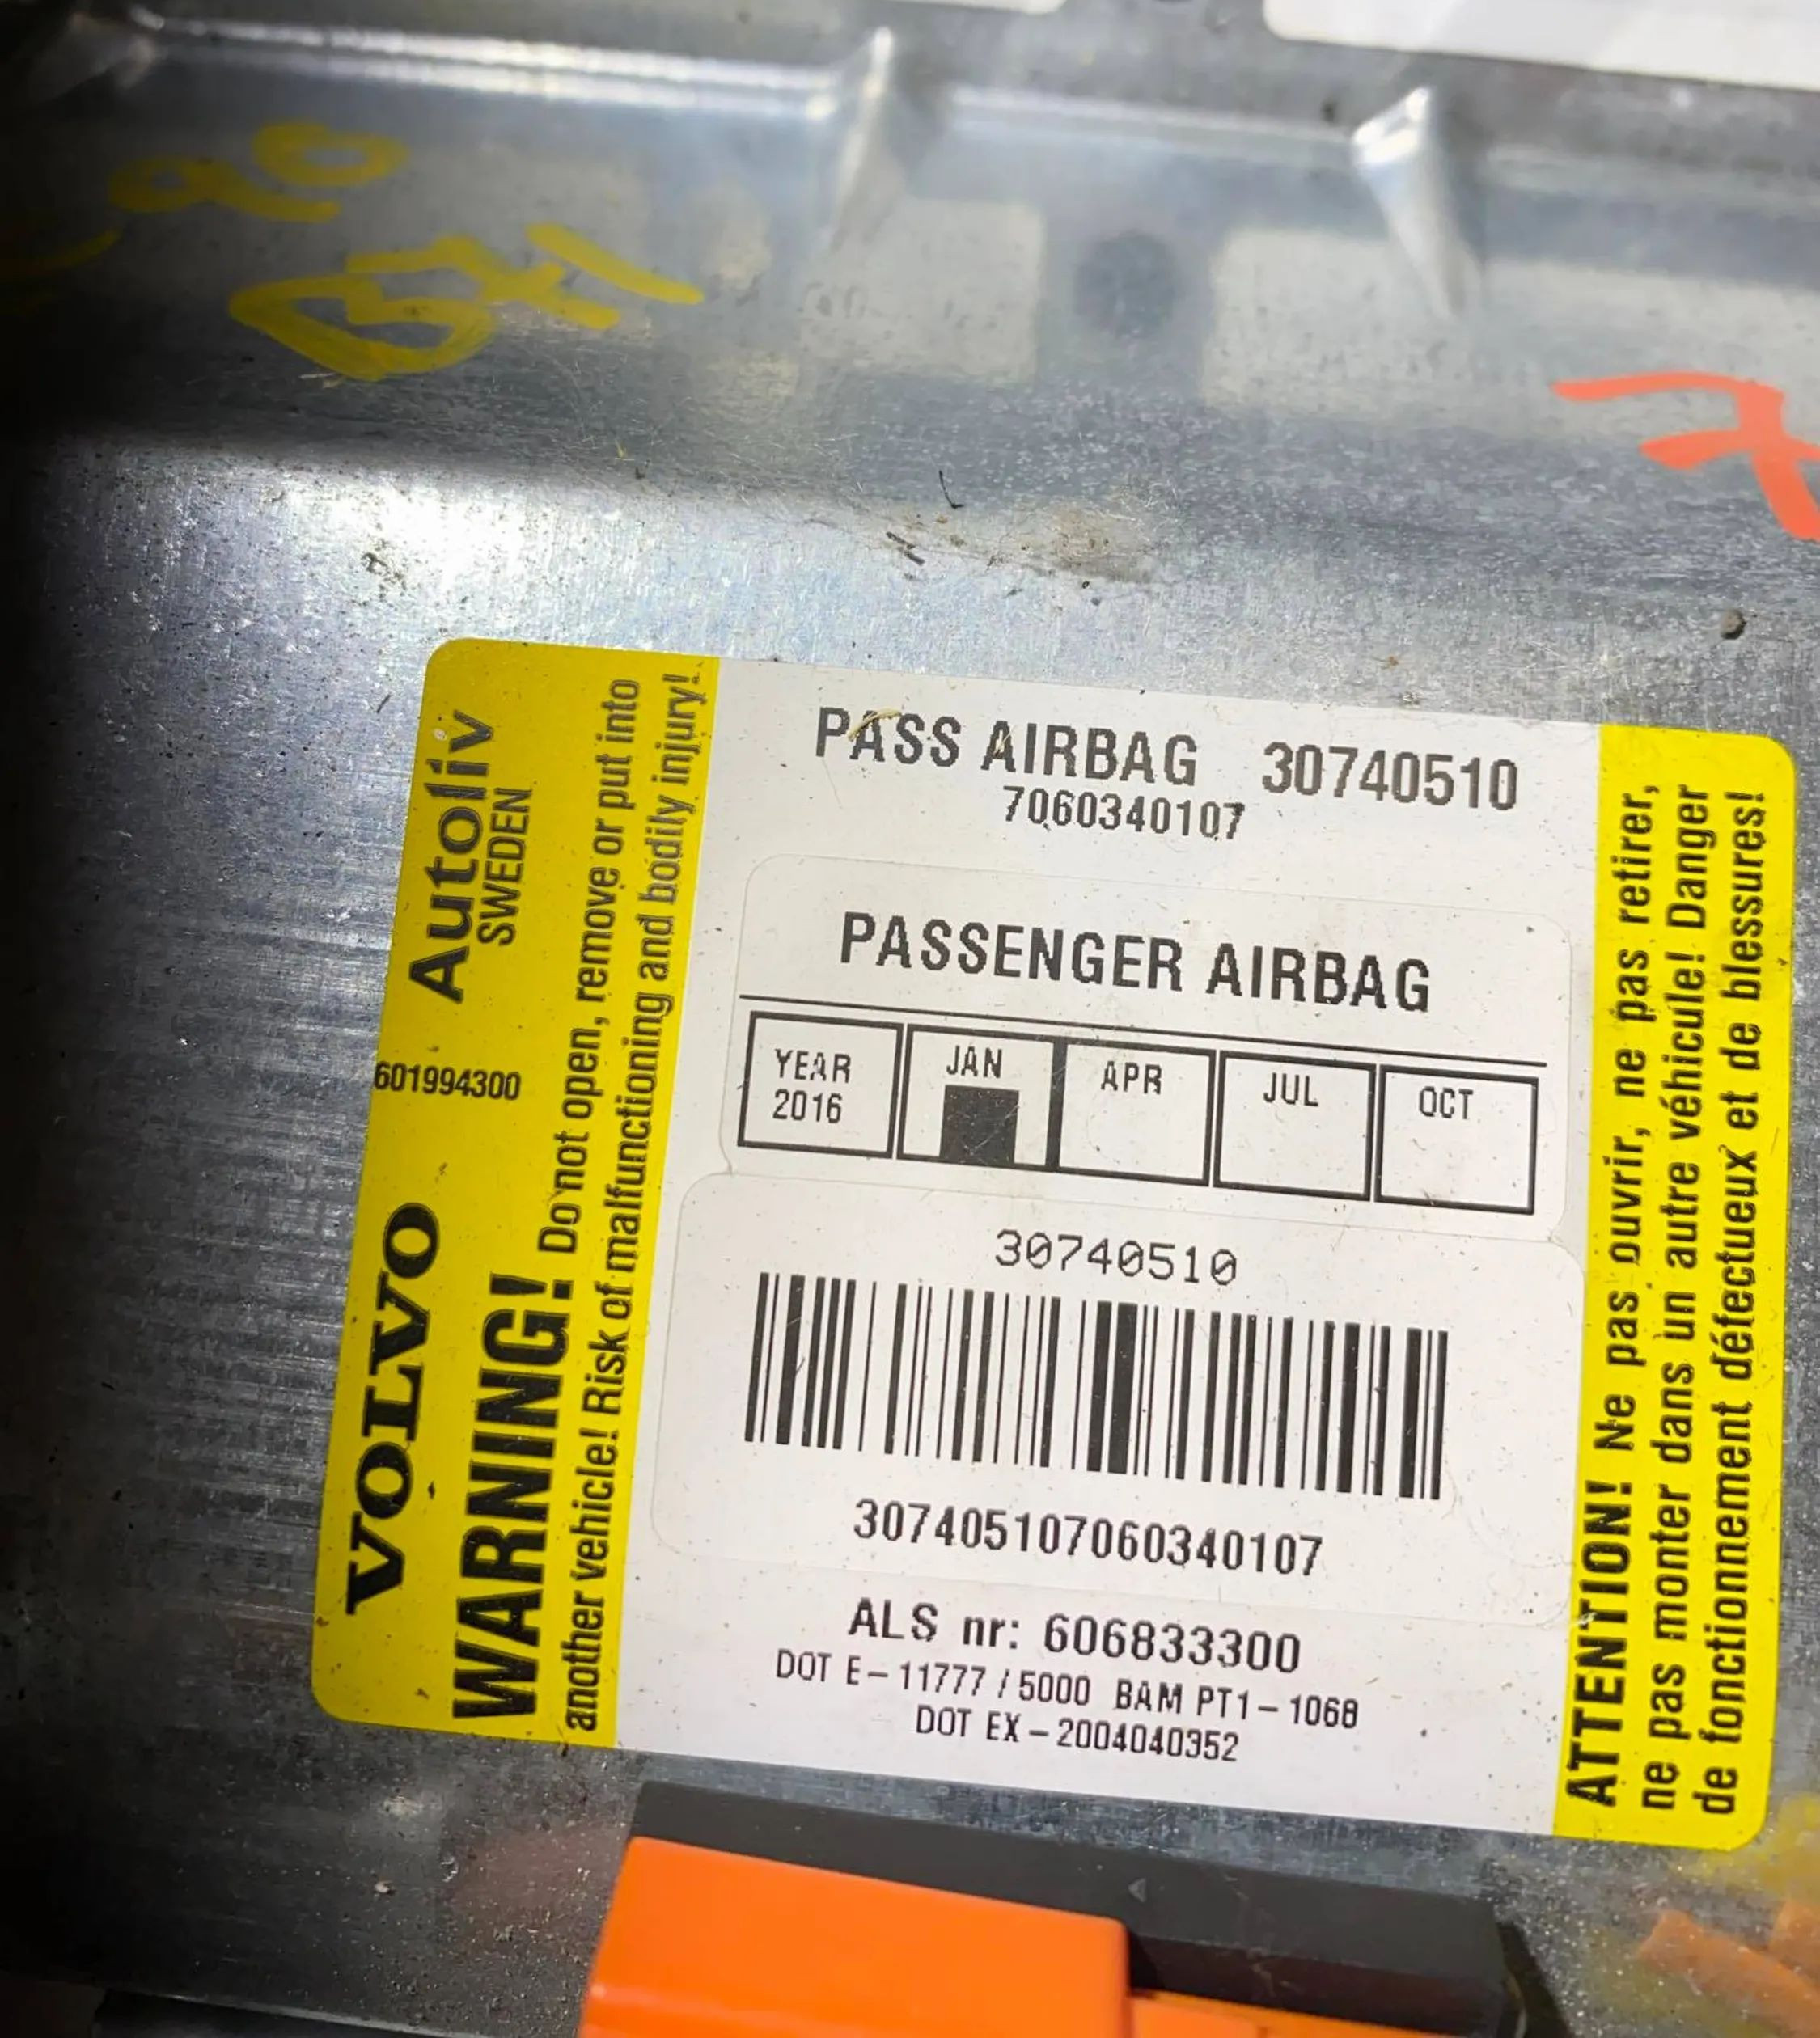 PASS AIRBAG 30740510
7060340107
PASSENGER AIRBAG
YEAR 2016
JAN
APR
JUL
OCT
30740510
307405107060340107
ALS nr: 606833300
DOT E-11777 / 5000 BAM PT1-1068
DOT EX-2004040352
VOLVO 601994300 Autoliv
SWEDEN
WARNING! Do not open, remove or put into
another vehicle! Risk of malfunctioning and bodily injury!
ATTENTION! Ne pas ouvrir, ne pas retirer,
ne pas monter dans un autre véhicule! Danger
de fonctionnement défectueux et de blessures!